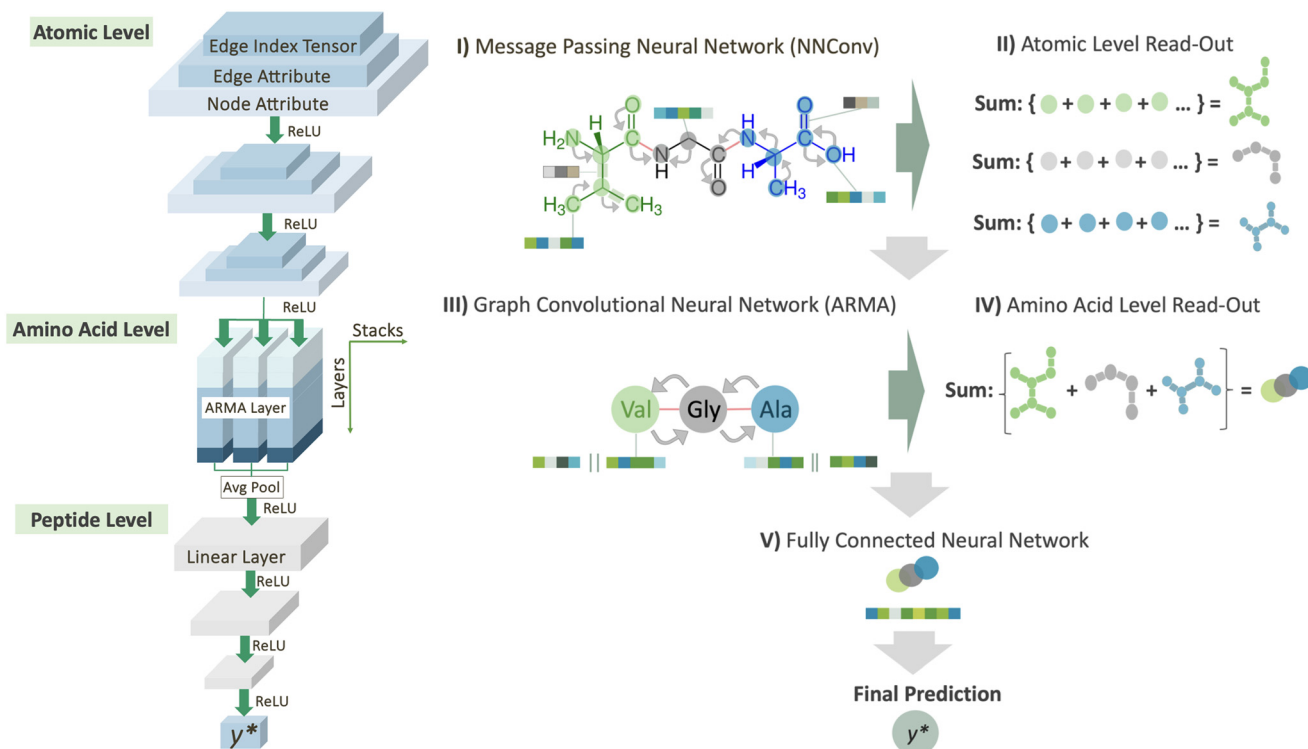 Atomic Level
Edge Index Tensor
Edge Attribute
Node Attribute
ReLU
ReLU
ReLU
Amino Acid Level
Stacks
Layers
ARMA Layer
Avg Pool
ReLU
Peptide Level
Linear Layer
ReLU
ReLU
ReLU
y*
I) Message Passing Neural Network (NNConv)
O
H
H₂N
N
H
O
H₃C
CH₃
H
N
O
OH
H
CH₃
II) Atomic Level Read-Out
Sum: { + + + ... } =
Sum: { + + + ... } =
Sum: { + + + ... } =
III) Graph Convolutional Neural Network (ARMA)
Val Gly Ala
|| ||
IV) Amino Acid Level Read-Out
Sum: [ + + ] =
V) Fully Connected Neural Network
Final Prediction
y*